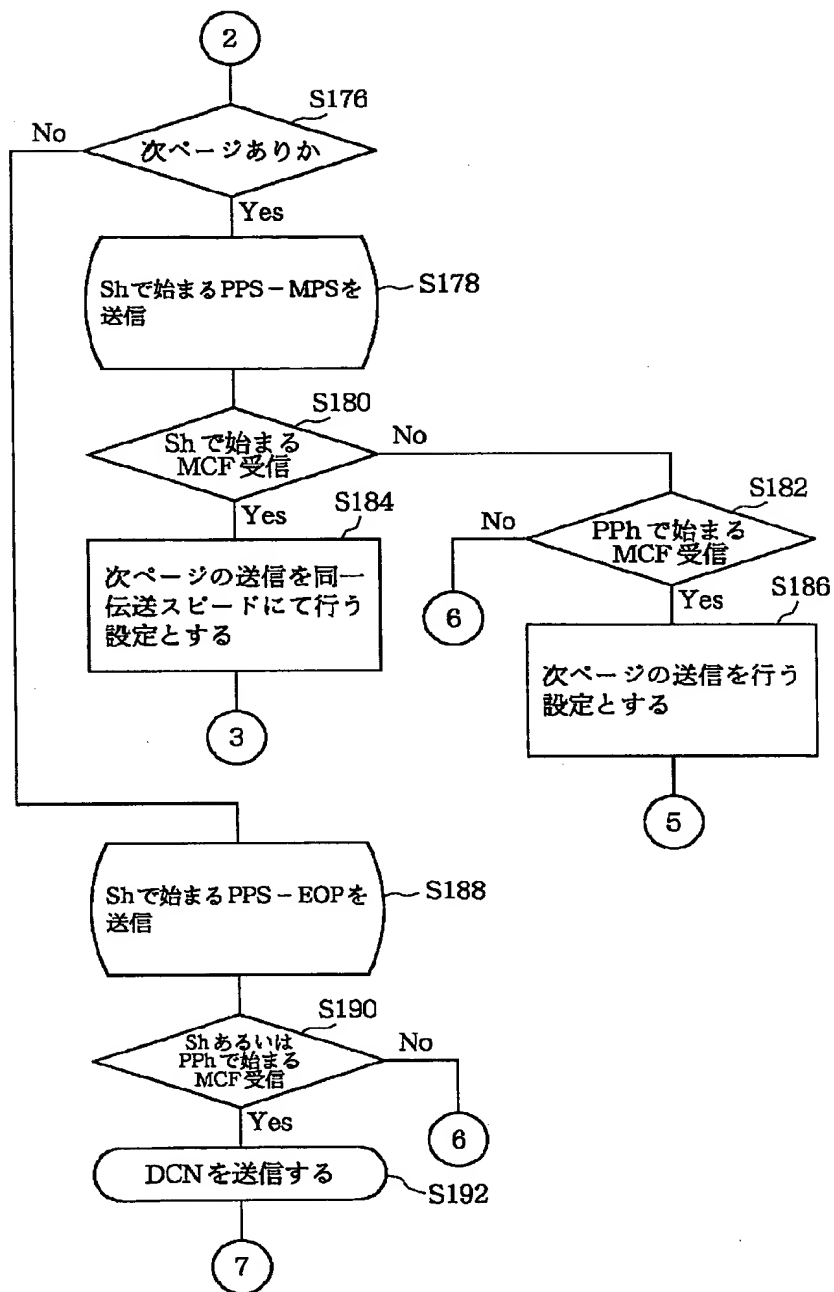 2
S176
No
次ページありか
Yes
Shで始まるPPS－MPSを
送信
S178
S180
Shで始まる
MCF受信
No
Yes
S184
次ページの送信を同一
伝送スピードにて行う
設定とする
3
S182
No
PPhで始まる
MCF受信
6
Yes
S186
次ページの送信を行う
設定とする
5
Shで始まるPPS－EOPを
送信
S188
S190
Shあるいは
PPhで始まる
MCF受信
No
6
Yes
DCNを送信する
S192
7